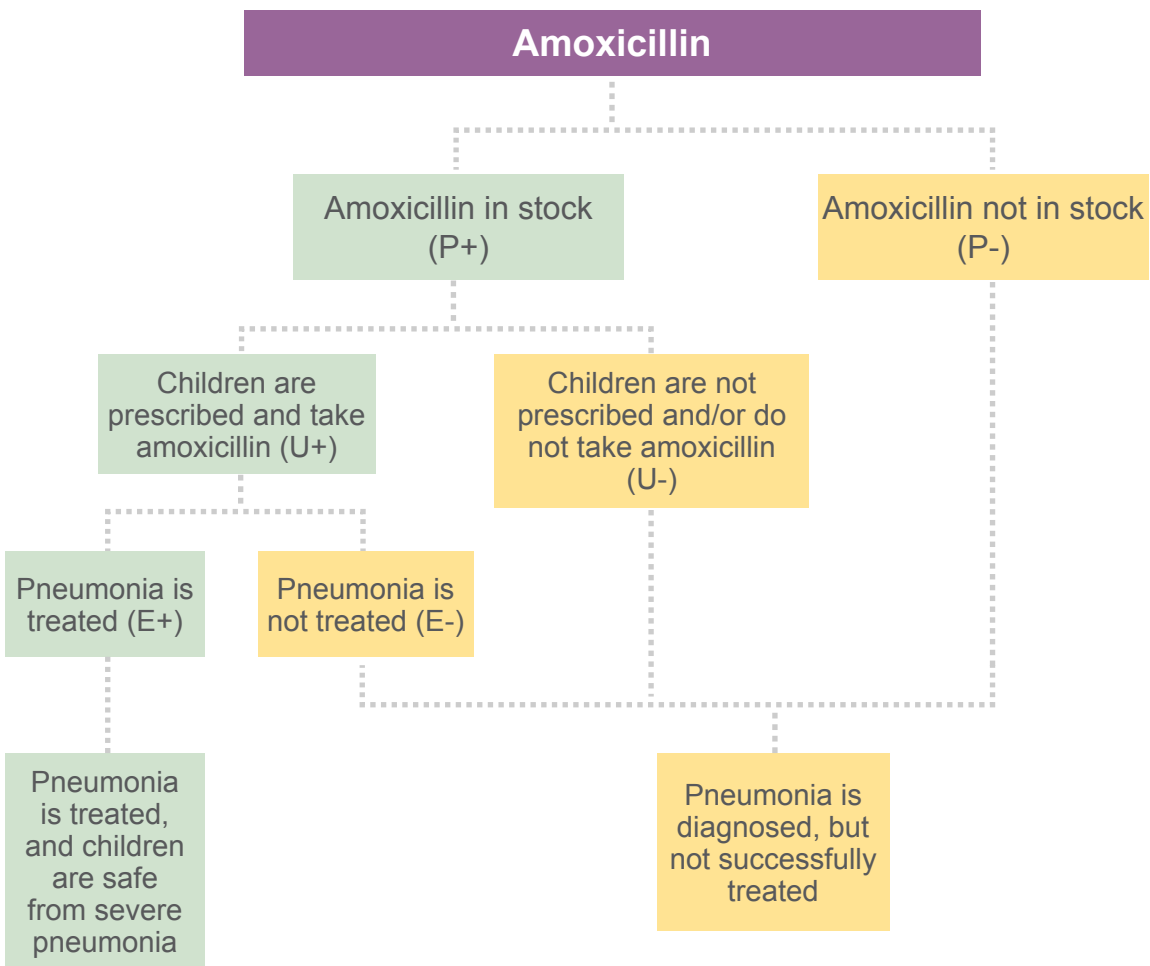 Amoxicillin
Amoxicillin in stock
(P+)
Amoxicillin not in stock
(P-)
Children are
prescribed and take
amoxicillin (U+)
Children are not
prescribed and/or do
not take amoxicillin
(U-)
Pneumonia is
treated (E+)
Pneumonia is
not treated (E-)
Pneumonia
is treated,
and children
are safe
from severe
pneumonia
Pneumonia is
diagnosed, but
not successfully
treated